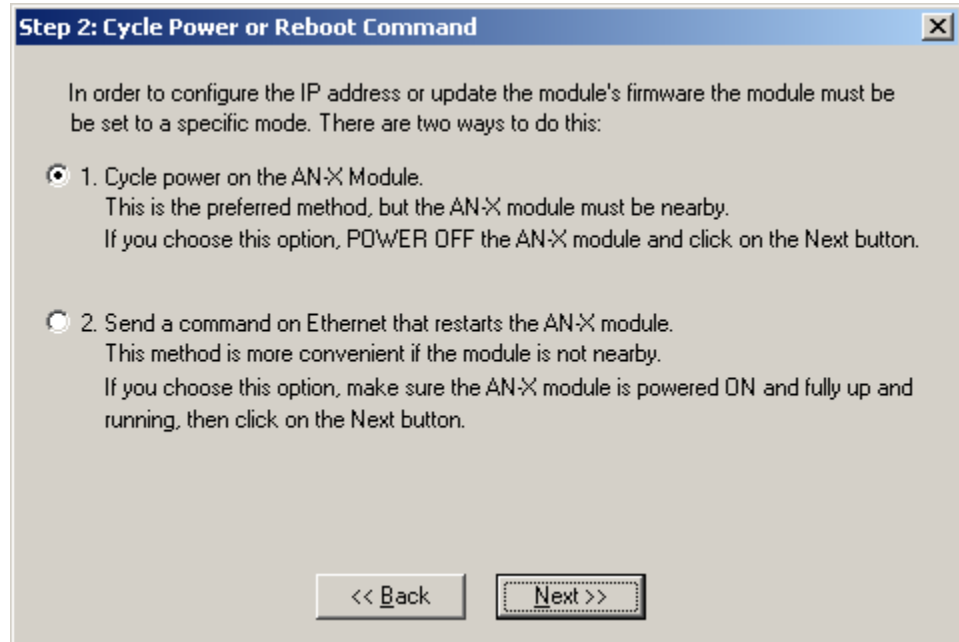 Step 2: Cycle Power or Reboot Command
In order to configure the IP address or update the module's firmware the module must be
be set to a specific mode. There are two ways to do this:
1. Cycle power on the AN-X Module.
This is the preferred method, but the AN-X module must be nearby.
If you choose this option, POWER OFF the AN-X module and click on the Next button.
2. Send a command on Ethernet that restarts the AN-X module.
This method is more convenient if the module is not nearby.
If you choose this option, make sure the AN-X module is powered ON and fully up and
running, then click on the Next button.
<< Back Next >>